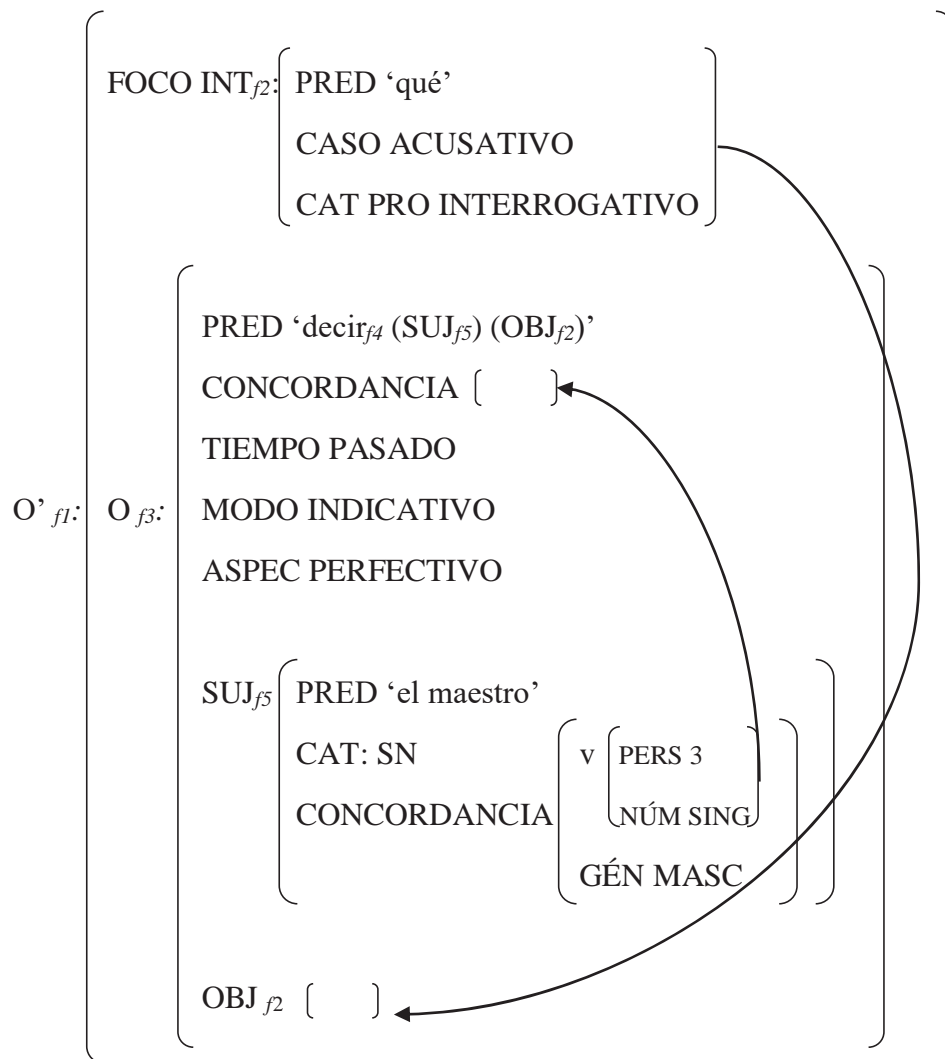 FOCO INTf2: PRED ‘qué’
CASO ACUSATIVO
CAT PRO INTERROGATIVO
PRED ‘decirf4 (SUJf5) (OBJf2)’
CONCORDANCIA
TIEMPO PASADO
O’ f1: O f3: MODO INDICATIVO
ASPEC PERFECTIVO
SUJf5 PRED ‘el maestro’
CAT: SN v PERS 3
CONCORDANCIA NÚM SING
GÉN MASC
OBJ f2